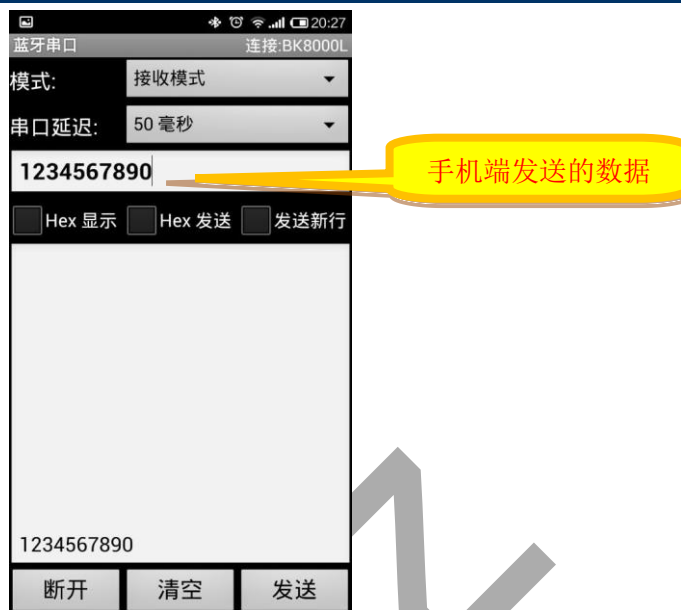 20:27
蓝牙串口 连接:BK8000L
模式: 接收模式
串口延迟: 50 毫秒
1234567890
手机端发送的数据
Hex 显示 Hex 发送 发送新行
1234567890
断开 清空 发送